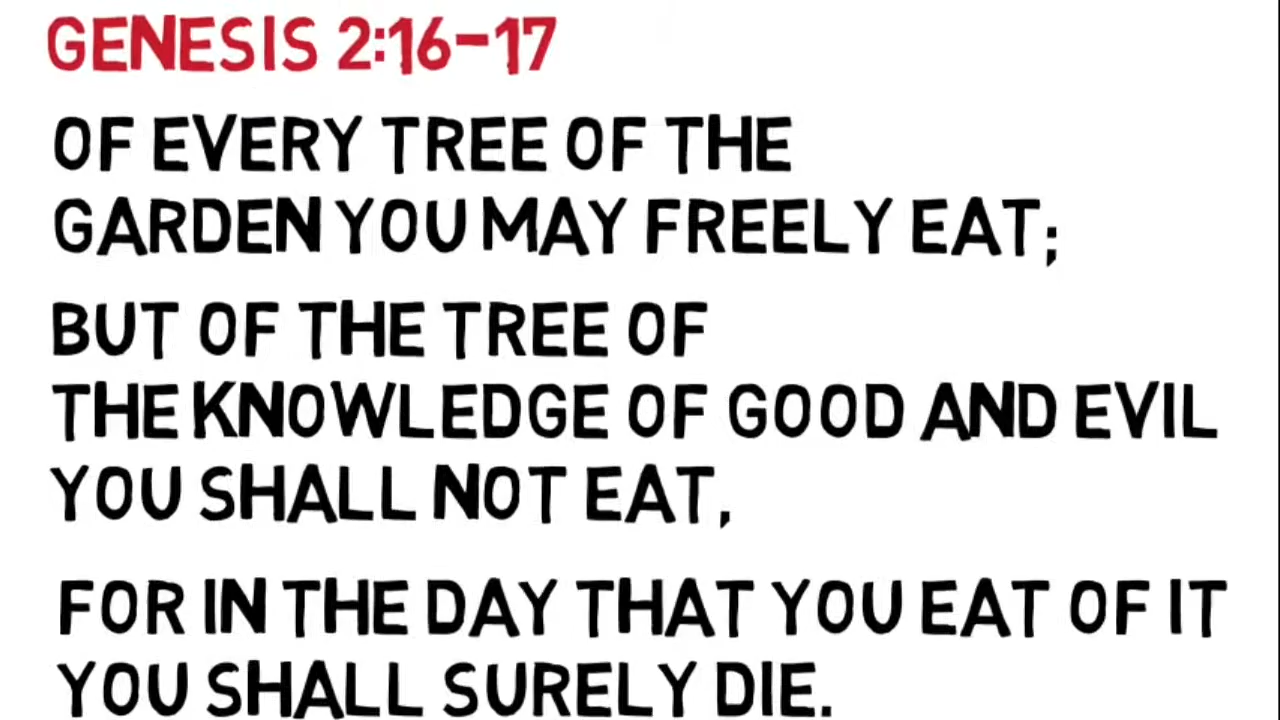 GENESIS 2:16-17
OF EVERY TREE OF THE
GARDEN YOU MAY FREELY EAT;
BUT OF THE TREE OF
THE KNOWLEDGE OF GOOD AND EVIL
YOU SHALL NOT EAT,
FOR IN THE DAY THAT YOU EAT OF IT
YOU SHALL SURELY DIE.